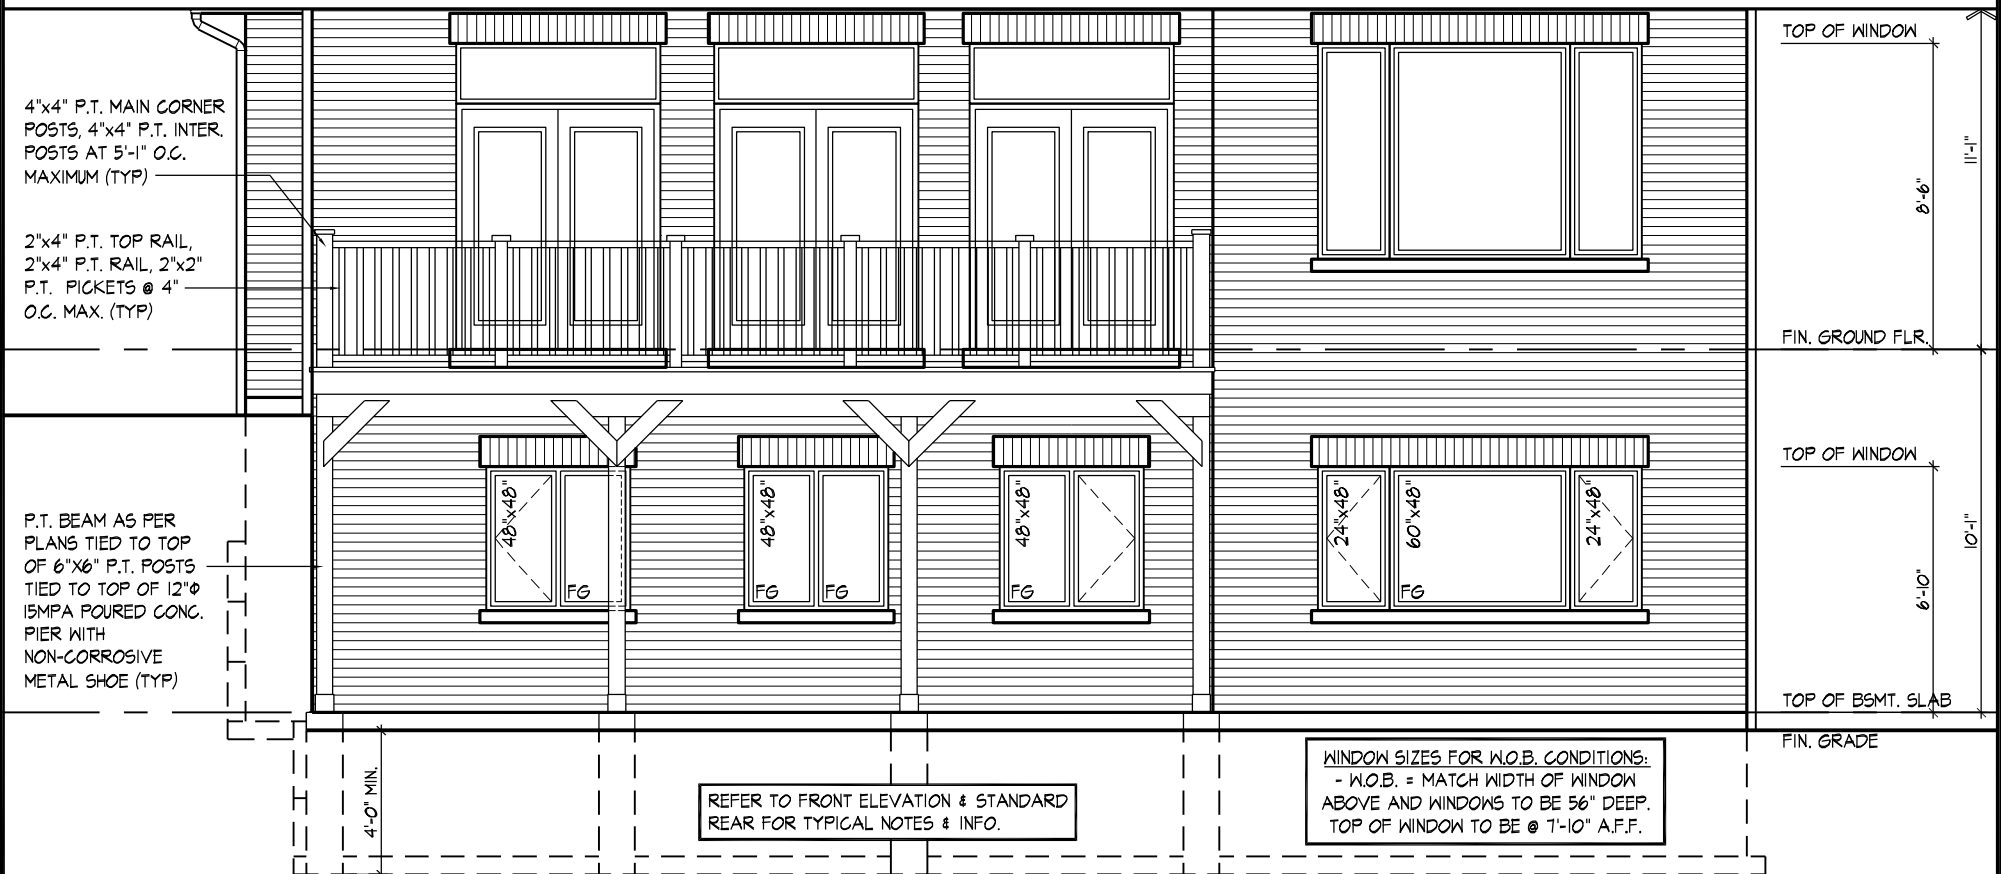 TOP OF WINDOW
4"x4" P.T. MAIN CORNER
POSTS, 4"x4" P.T. INTER.
POSTS AT 5'-1" O.C.
MAXIMUM (TYP)
11'-1"
8'-6"
2"x4" P.T. TOP RAIL,
2"x4" P.T. RAIL, 2"x2"
P.T. PICKETS @ 4"
O.C. MAX. (TYP)
FIN. GROUND FLR.
TOP OF WINDOW
48"x48"
FG
48"x48"
FG
FG
48"x48"
FG
24"x48"
60"x48"
FG
24"x48"
10'-1"
6'-10"
P.T. BEAM AS PER
PLANS TIED TO TOP
OF 6"X6" P.T. POSTS
TIED TO TOP OF 12"Φ
15MPA POURED CONC.
PIER WITH
NON-CORROSIVE
METAL SHOE (TYP)
TOP OF BSMT. SLAB
FIN. GRADE
4'-0" MIN.
REFER TO FRONT ELEVATION & STANDARD
REAR FOR TYPICAL NOTES & INFO.
WINDOW SIZES FOR W.O.B. CONDITIONS:
- W.O.B. = MATCH WIDTH OF WINDOW
ABOVE AND WINDOWS TO BE 56" DEEP.
TOP OF WINDOW TO BE @ 7'-10" A.F.F.